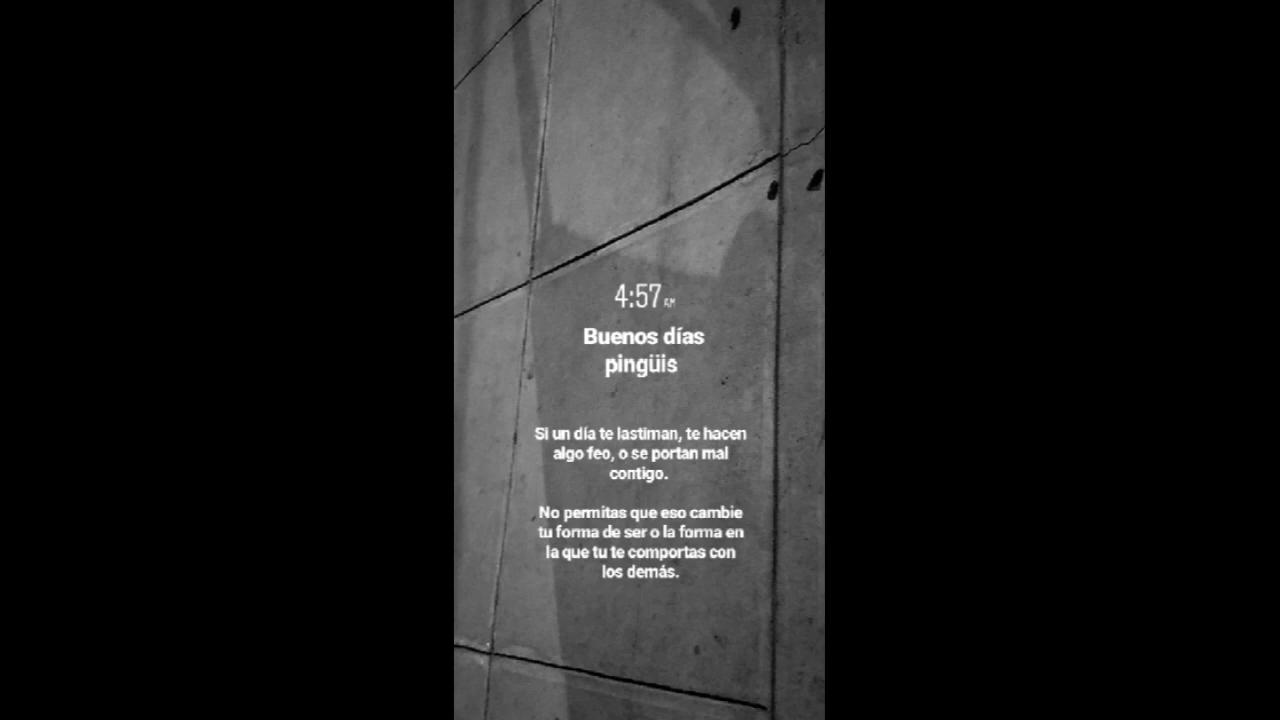 4:57 AM
Buenos días
pingüis
Si un día te lastiman, te hacen
algo feo, o se portan mal
contigo.
No permitas que eso cambie
tu forma de ser o la forma en
la que tu te comportas con
los demás.